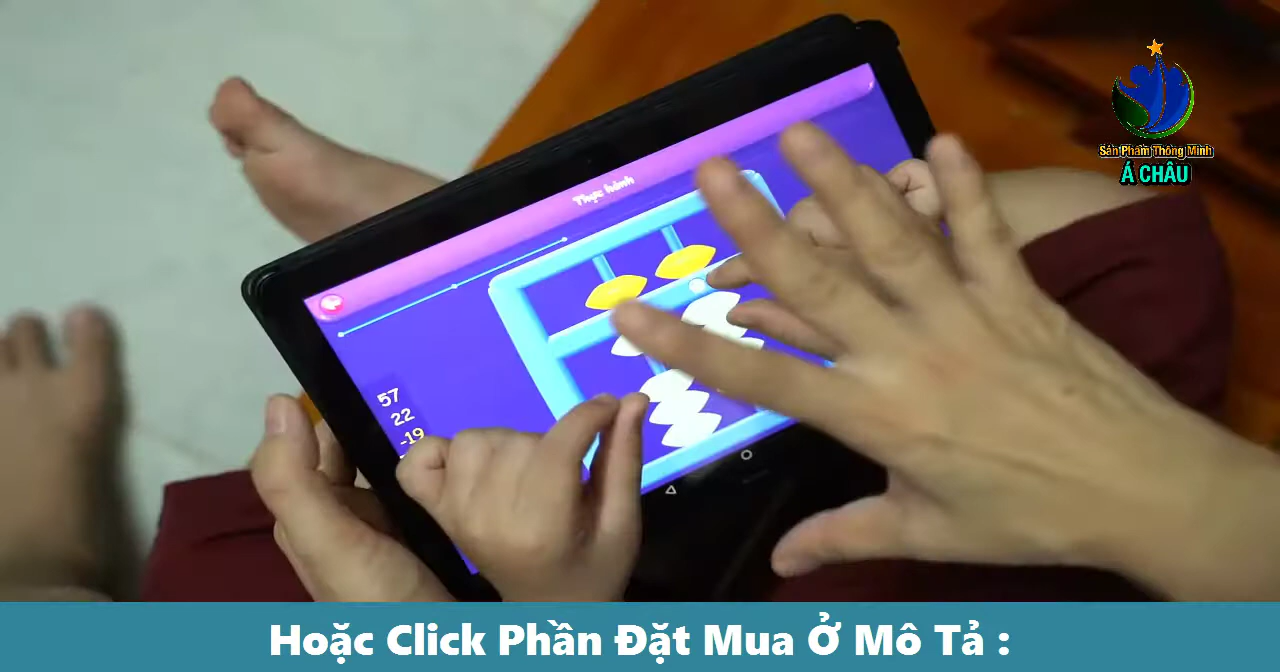 Sản Phẩm Thông Minh
Á CHÂU
Thực hành
57
22
-19
Hoặc Click Phần Đặt Mua Ở Mô Tả :